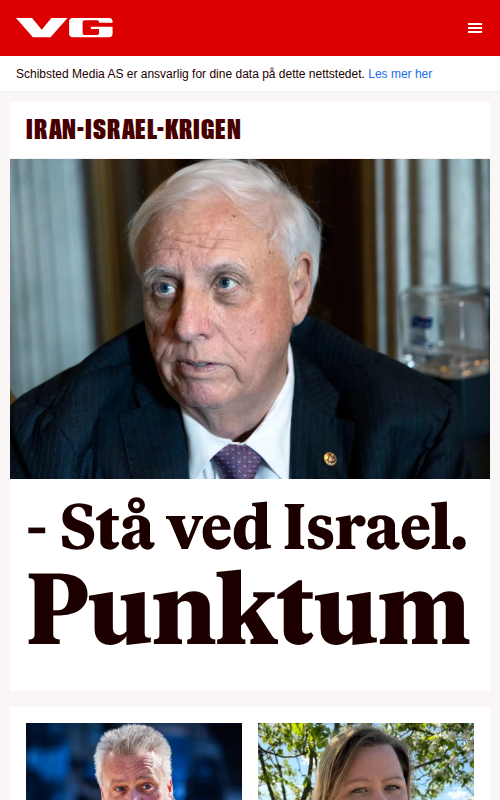 VG
Schibsted Media AS er ansvarlig for dine data på dette nettstedet. Les mer her
IRAN-ISRAEL-KRIGEN
- Stå ved Israel.
Punktum